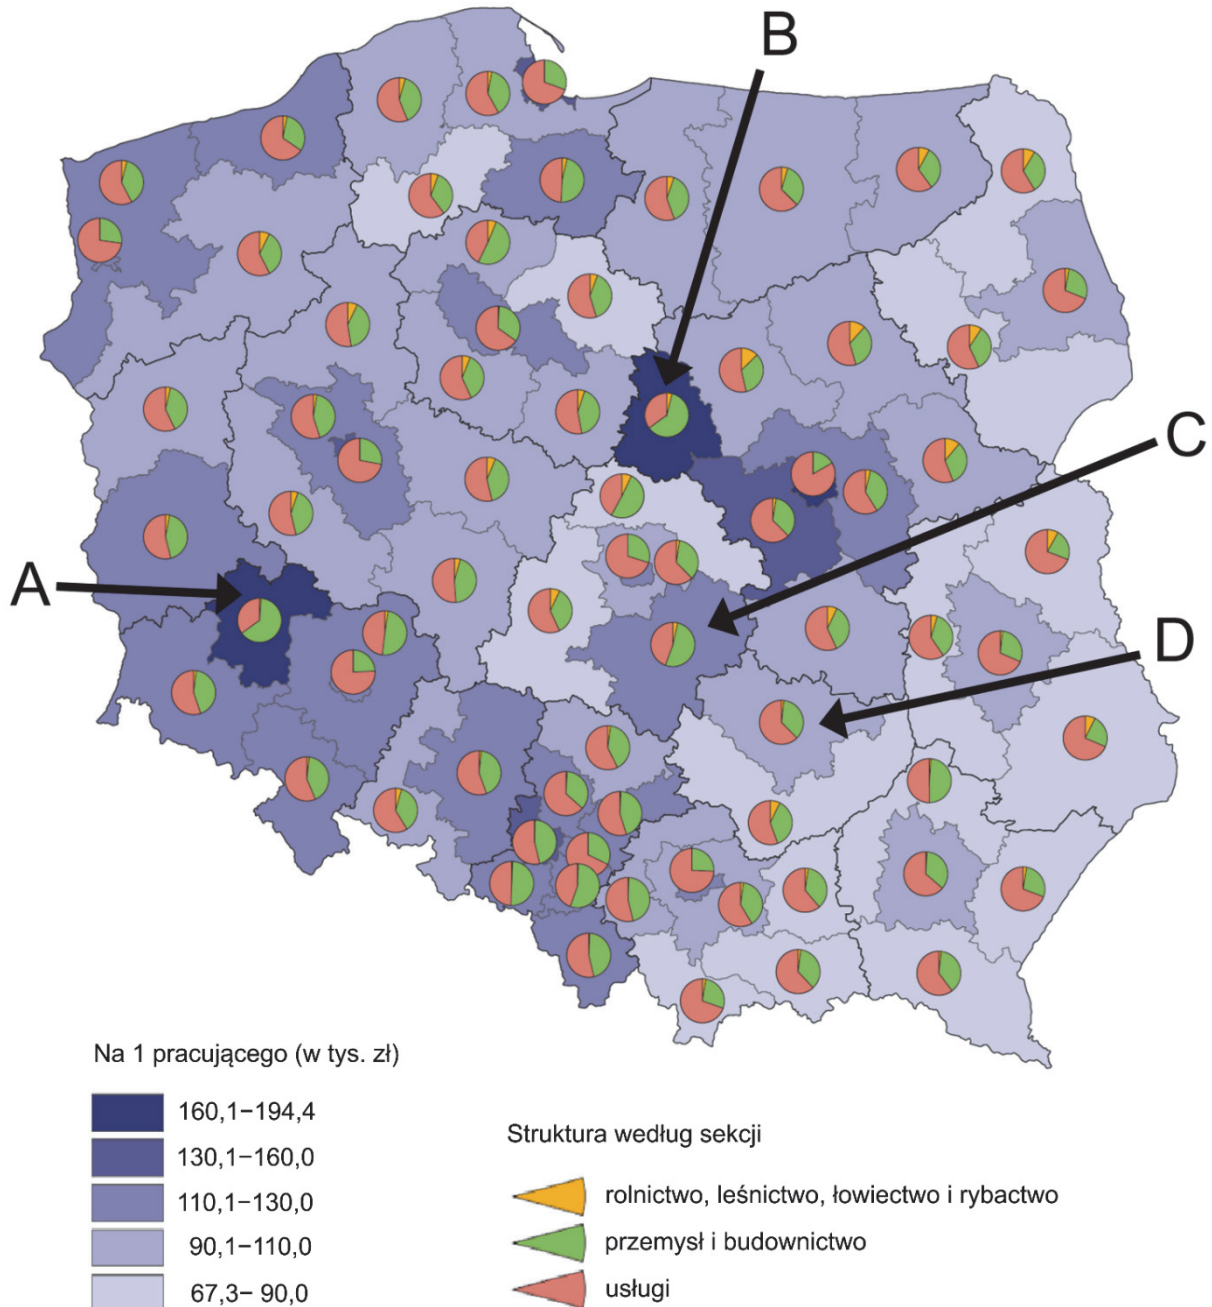 B
C
A
D
Na 1 pracującego (w tys. zł)
160,1–194,4
130,1–160,0
110,1–130,0
90,1–110,0
67,3– 90,0
Struktura według sekcji
rolnictwo, leśnictwo, łowiectwo i rybactwo
przemysł i budownictwo
usługi